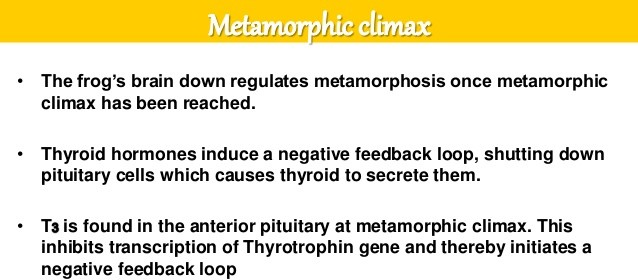 Metamorphic climax
• The frog's brain down regulates metamorphosis once metamorphic
climax has been reached.
• Thyroid hormones induce a negative feedback loop, shutting down
pituitary cells which causes thyroid to secrete them.
• T3 is found in the anterior pituitary at metamorphic climax. This
inhibits transcription of Thyrotrophin gene and thereby initiates a
negative feedback loop